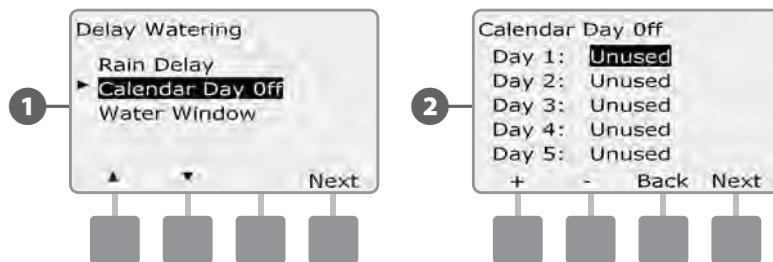 1
Delay Watering
Rain Delay
Calendar Day Off
Water Window
Next
2
Calendar Day Off
Day 1: Unused
Day 2: Unused
Day 3: Unused
Day 4: Unused
Day 5: Unused
+ - Back Next